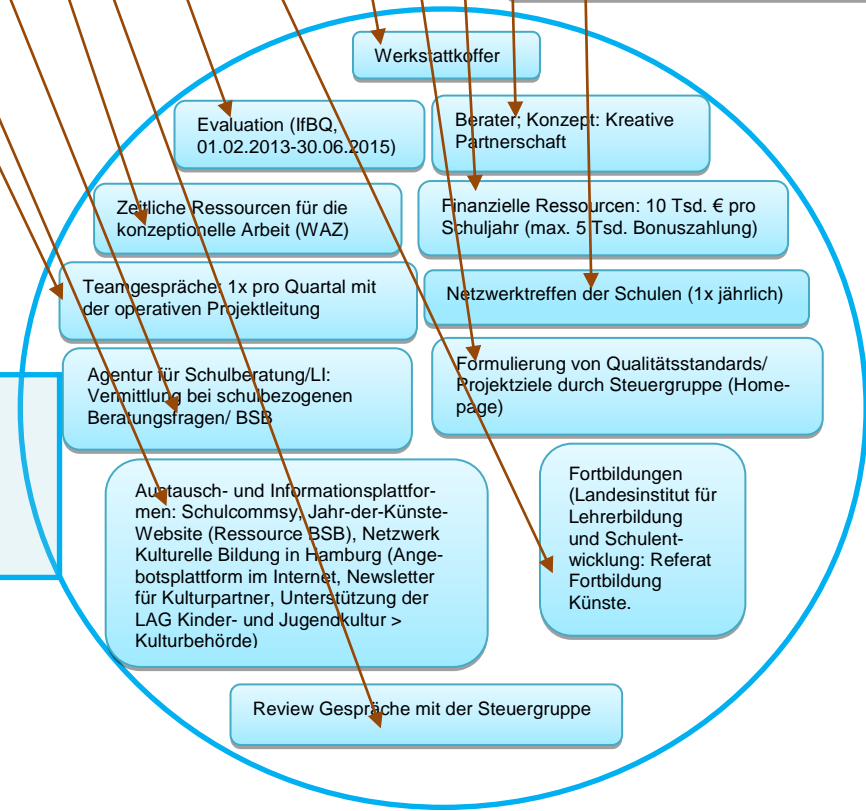 Werkstattkoffer
Evaluation (IfBQ,
01.02.2013-30.06.2015)
Berater; Konzept: Kreative
Partnerschaft
Zeitliche Ressourcen für die
konzeptionelle Arbeit (WAZ)
Finanzielle Ressourcen: 10 Tsd. € pro
Schuljahr (max. 5 Tsd. Bonuszahlung)
Teamgespräche: 1x pro Quartal mit
der operativen Projektleitung
Netzwerktreffen der Schulen (1x jährlich)
Agentur für Schulberatung/LI:
Vermittlung bei schulbezogenen
Beratungsfragen/ BSB
Formulierung von Qualitätsstandards/
Projektziele durch Steuergruppe (Home-
page)
Austausch- und Informationsplattfor-
men: Schulcommsy, Jahr-der-Künste-
Website (Ressource BSB), Netzwerk
Kulturelle Bildung in Hamburg (Ange-
botsplattform im Internet, Newsletter
für Kulturpartner, Unterstützung der
LAG Kinder- und Jugendkultur >
Kulturbehörde)
Fortbildungen
(Landesinstitut für
Lehrerbildung
und Schulent-
wicklung: Referat
Fortbildung
Künste.
Review Gespräche mit der Steuergruppe